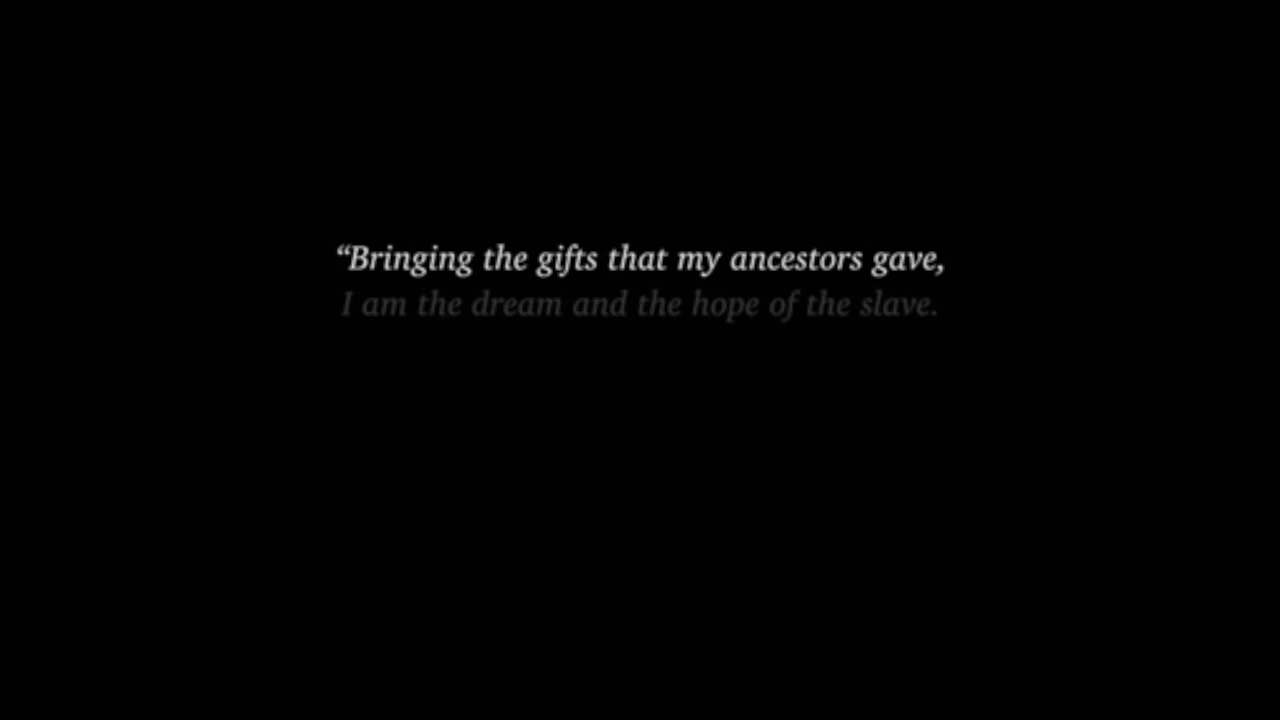 “Bringing the gifts that my ancestors gave,
I am the dream and the hope of the slave.